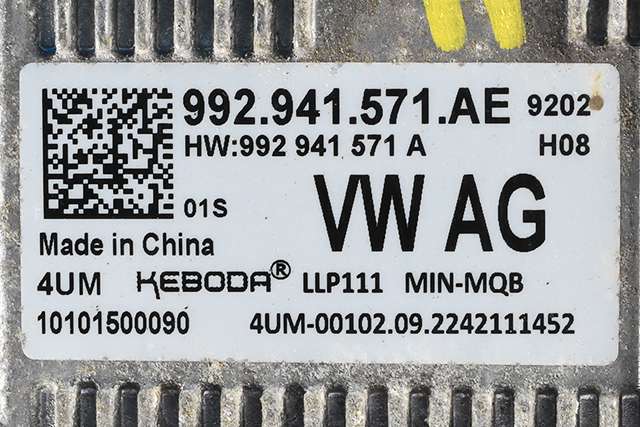 992.941.571.AE 9202
HW:992 941 571 A H08
01S
VW AG
Made in China
4UM KEBODA® LLP111 MIN-MQB
10101500090 4UM-00102.09.2242111452